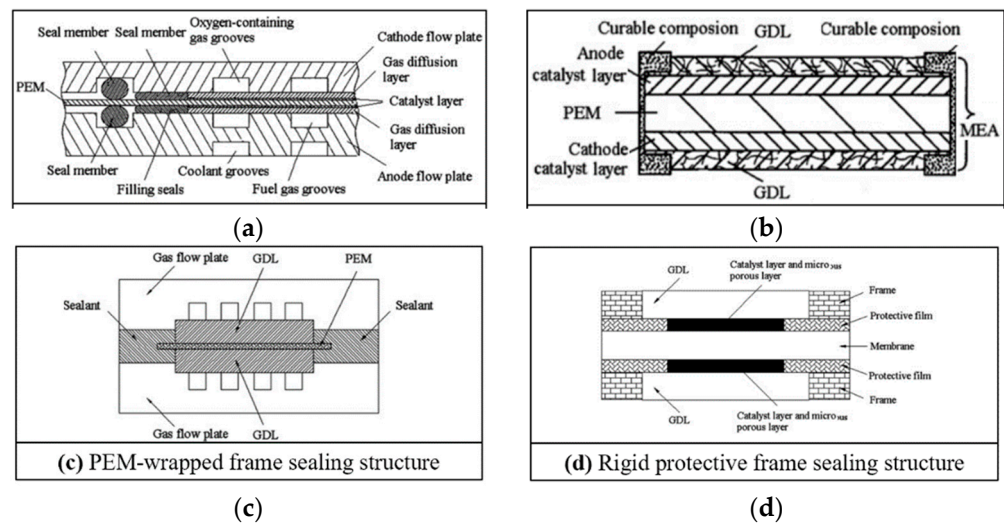 Seal member
Seal member
Oxygen-containing
gas grooves
Cathode flow plate
Gas diffusion
layer
PEM
Catalyst layer
Gas diffusion
layer
Seal member
Filling seals
Coolant grooves
Fuel gas grooves
Anode flow plate
(a)
Curable composion
GDL
Curable composion
Anode
catalyst layer
PEM
MEA
Cathode
catalyst layer
GDL
(b)
Gas flow plate
GDL
PEM
Sealant
Sealant
Gas flow plate
GDL
(c) PEM-wrapped frame sealing structure
(c)
Catalyst layer and micro
porous layer
GDL
Frame
Protective film
Membrane
Protective film
Frame
GDL
Catalyst layer and micro
porous layer
(d) Rigid protective frame sealing structure
(d)